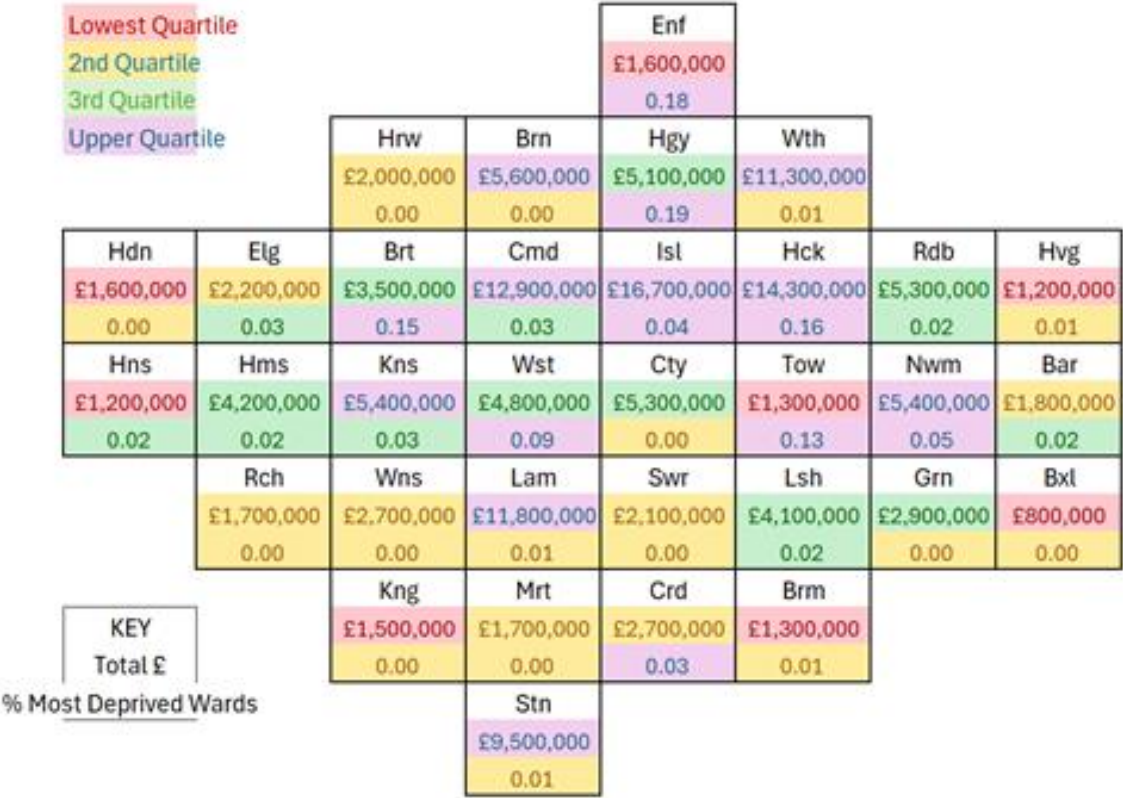 Lowest Quartile
2nd Quartile
3rd Quartile
Upper Quartile
Enf
£1,600,000
0.18
Hrw Brn Hgy Wth
£2,000,000 £5,600,000 £5,100,000 £11,300,000
0.00 0.00 0.19 0.01
Hdn Elg Brt Cmd Isl Hck Rdb Hvg
£1,600,000 £2,200,000 £3,500,000 £12,900,000 £16,700,000 £14,300,000 £5,300,000 £1,200,000
0.00 0.03 0.15 0.03 0.04 0.16 0.02 0.01
Hns Hms Kns Wst Cty Tow Nwm Bar
£1,200,000 £4,200,000 £5,400,000 £4,800,000 £5,300,000 £1,300,000 £5,400,000 £1,800,000
0.02 0.02 0.03 0.09 0.00 0.13 0.05 0.02
Rch Wns Lam Swr Lsh Grn Bxl
£1,700,000 £2,700,000 £11,800,000 £2,100,000 £4,100,000 £2,900,000 £800,000
0.00 0.00 0.01 0.00 0.02 0.00 0.00
Kng Mrt Crd Brm
£1,500,000 £1,700,000 £2,700,000 £1,300,000
0.00 0.00 0.03 0.01
Stn
£9,500,000
0.01
KEY
Total £
% Most Deprived Wards